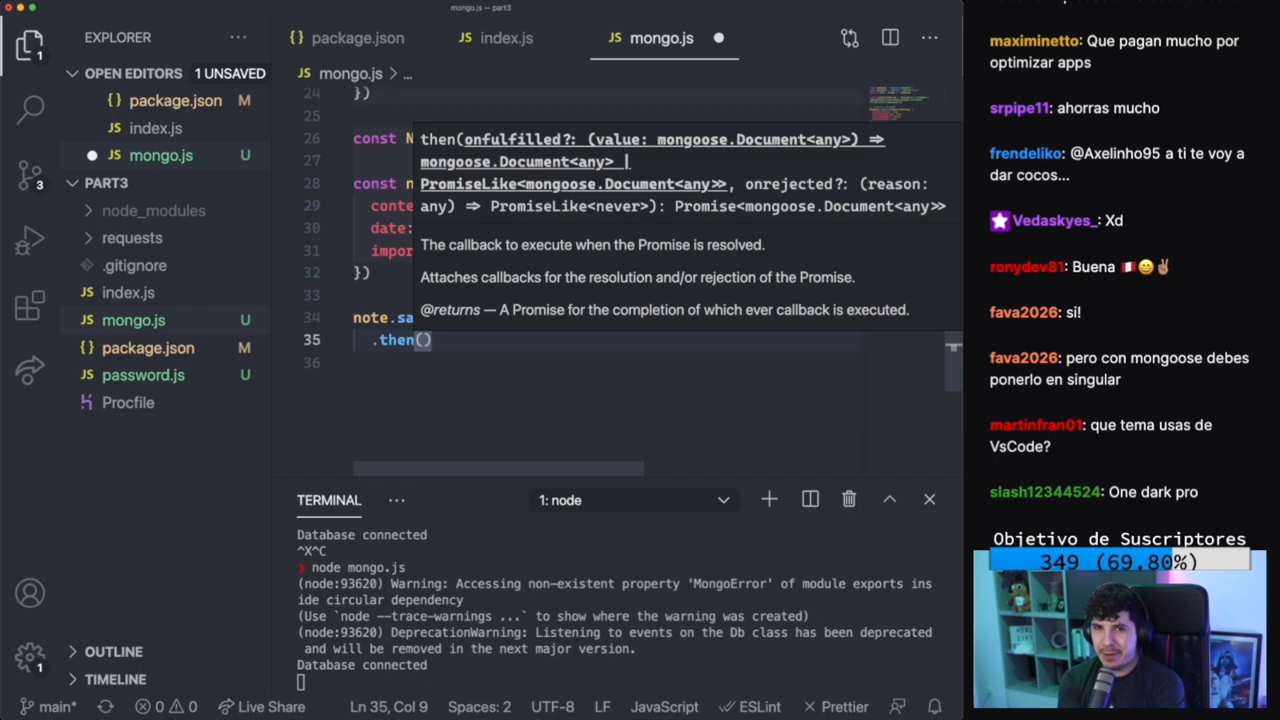 mongo.js — part3
EXPLORER
OPEN EDITORS 1 UNSAVED
{} package.json M
JS index.js
JS mongo.js U
PART3
node_modules
requests
.gitignore
JS index.js
JS mongo.js U
{} package.json M
JS password.js U
Procfile
OUTLINE
TIMELINE
1
3
1
{} package.json
JS index.js
JS mongo.js
JS mongo.js > ...
24 })
25
26 const N
27
28 const n
29 conte
30 date:
31 impor
32 })
33
34 note.sa
35 .then()
36
then(onfulfilled?: (value: mongoose.Document<any>) =>
mongoose.Document<any> |
PromiseLike<mongoose.Document<any>>, onrejected?: (reason:
any) => PromiseLike<never>): Promise<mongoose.Document<any>>
The callback to execute when the Promise is resolved.
Attaches callbacks for the resolution and/or rejection of the Promise.
@returns — A Promise for the completion of which ever callback is executed.
TERMINAL ... 1: node
Database connected
^X^C
❯ node mongo.js
(node:93620) Warning: Accessing non-existent property 'MongoError' of module exports ins
ide circular dependency
(Use `node --trace-warnings ...` to show where the warning was created)
(node:93620) DeprecationWarning: Listening to events on the Db class has been deprecated
and will be removed in the next major version.
Database connected
main* 0 0 Live Share Ln 35, Col 9 Spaces: 2 UTF-8 LF JavaScript ESLint Prettier
maximinetto: Que pagan mucho por
optimizar apps
srpipe11: ahorras mucho
frendeliko: @Axelinho95 a ti te voy a
dar cocos...
Vedaskyes_: Xd
ronydev81: Buena 🇵🇪😊✌🏽
fava2026: si!
fava2026: pero con mongoose debes
ponerlo en singular
martinfran01: que tema usas de
VsCode?
slash12344524: One dark pro
Objetivo de Suscriptores
349 (69.80%)